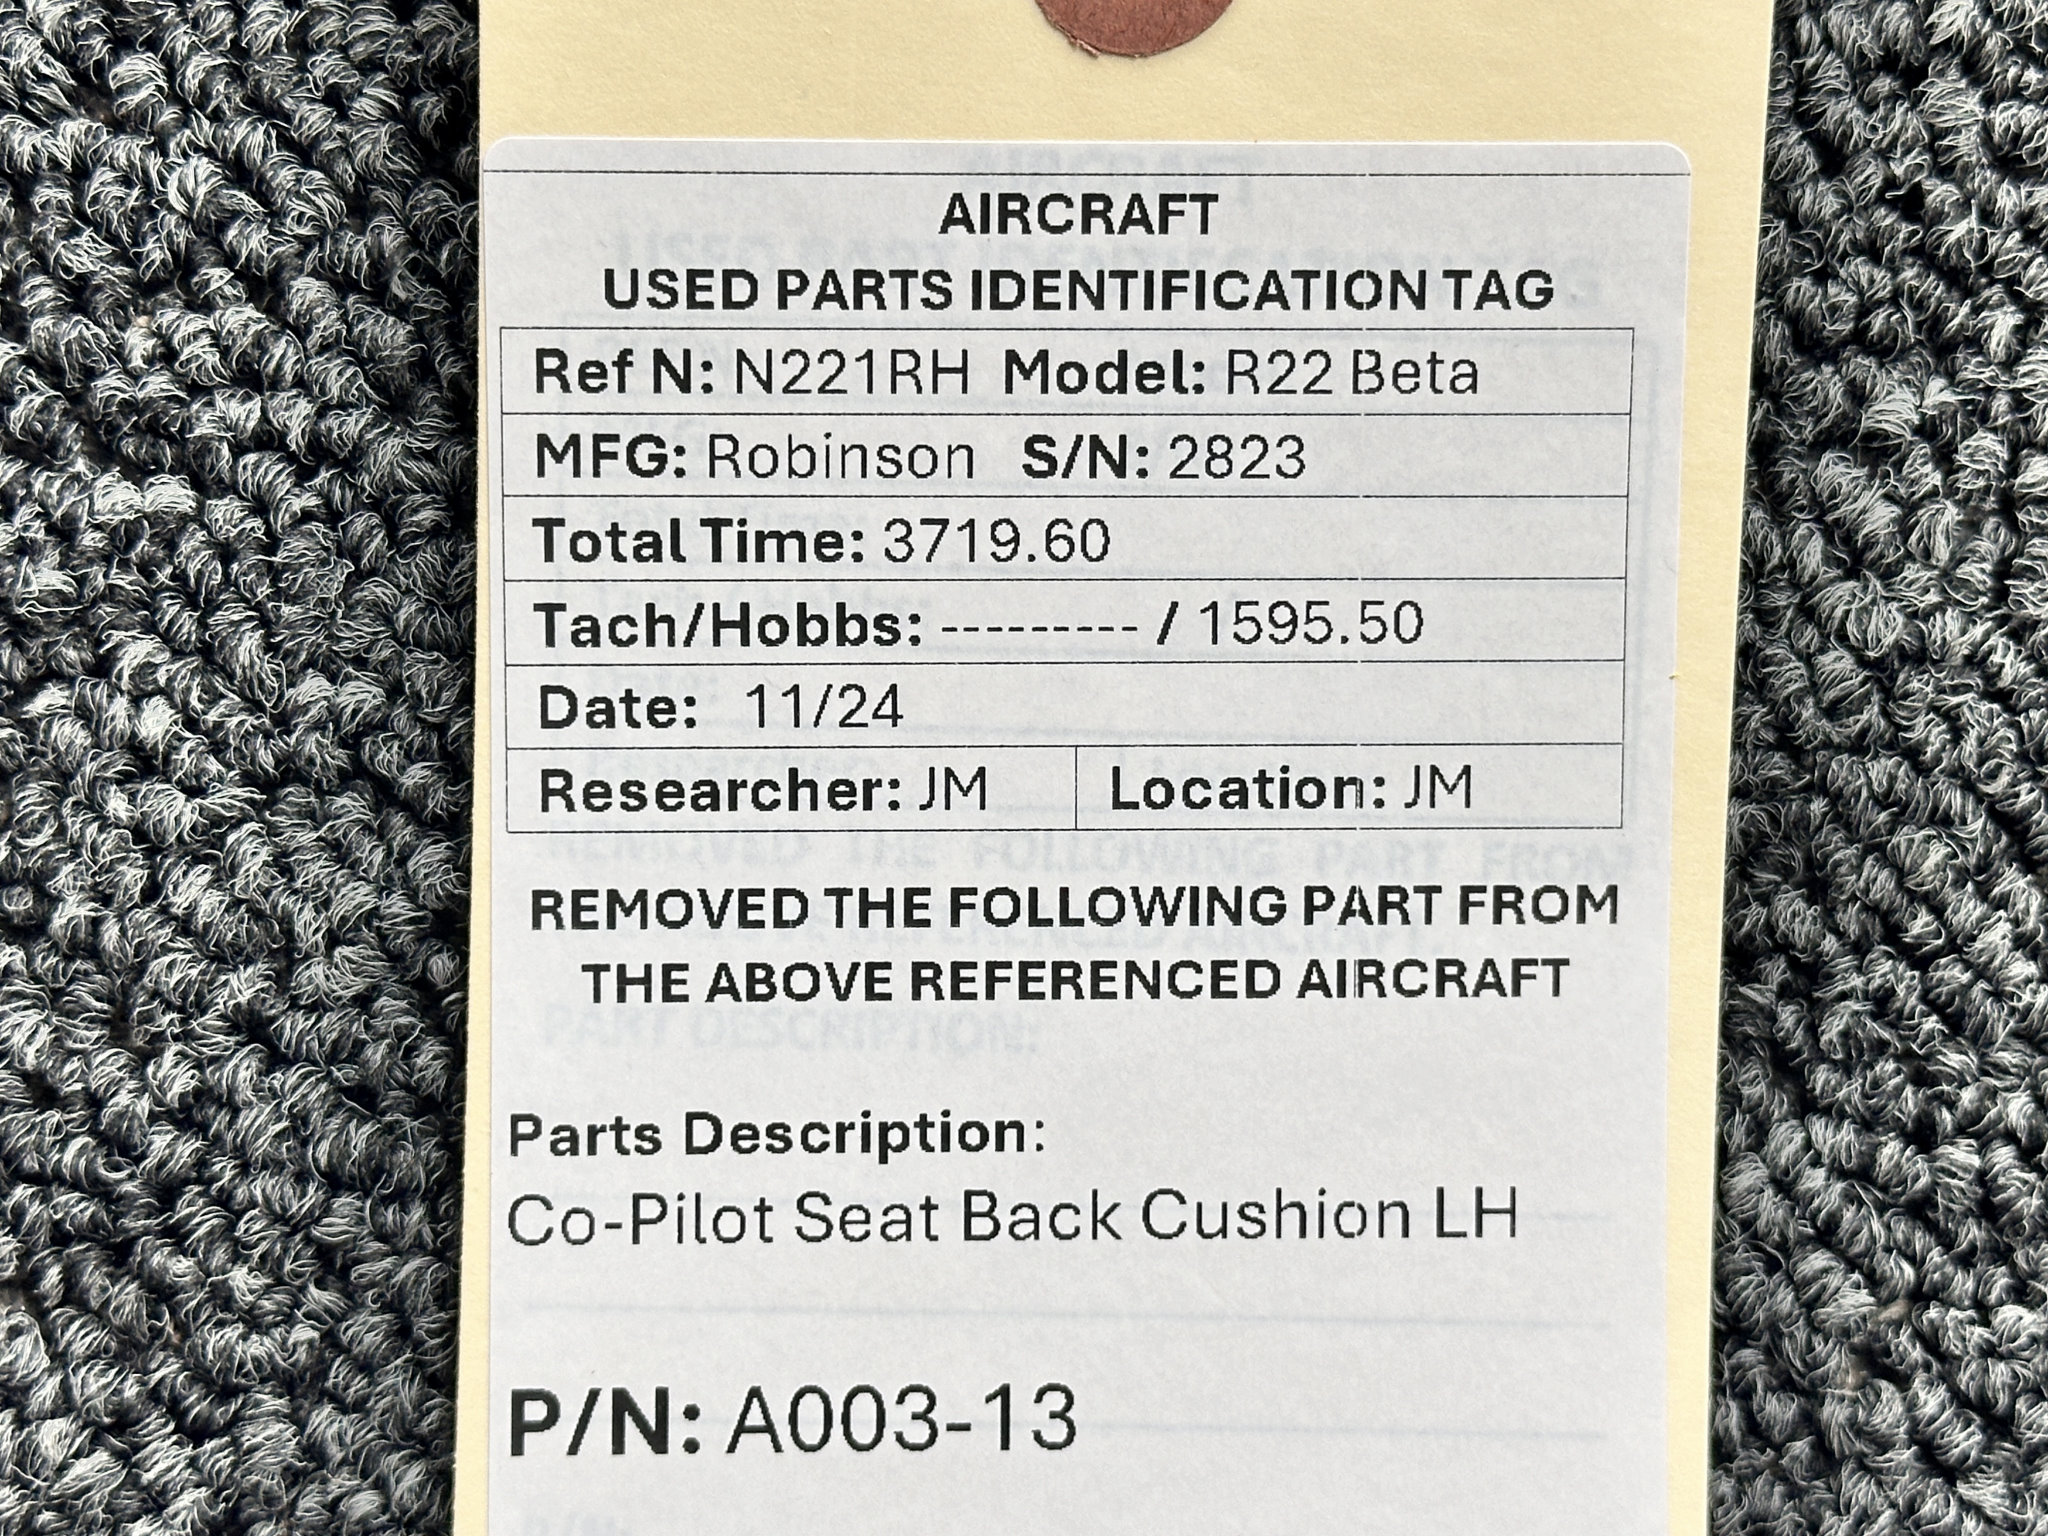 AIRCRAFT
USED PARTS IDENTIFICATION TAG
Ref N: N221RH Model: R22 Beta
MFG: Robinson S/N: 2823
Total Time: 3719.60
Tach/Hobbs: --------- / 1595.50
Date: 11/24
Researcher: JM Location: JM
REMOVED THE FOLLOWING PART FROM
THE ABOVE REFERENCED AIRCRAFT
Parts Description:
Co-Pilot Seat Back Cushion LH
P/N: A003-13